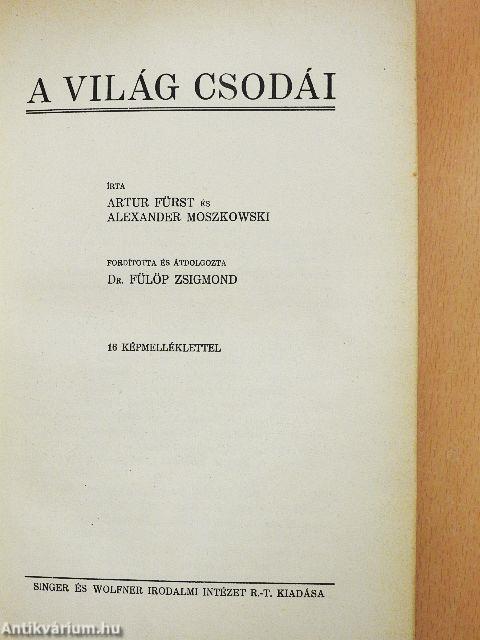 A VILÁG CSODÁI
ÍRTA
ARTUR FÜRST ÉS
ALEXANDER MOSZKOWSKI
FORDÍTOTTA ÉS ÁTDOLGOZTA
DR. FÜLÖP ZSIGMOND
16 KÉPMELLÉKLETTEL
SINGER ÉS WOLFNER IRODALMI INTÉZET R.-T. KIADÁSA
Antikvárium.hu